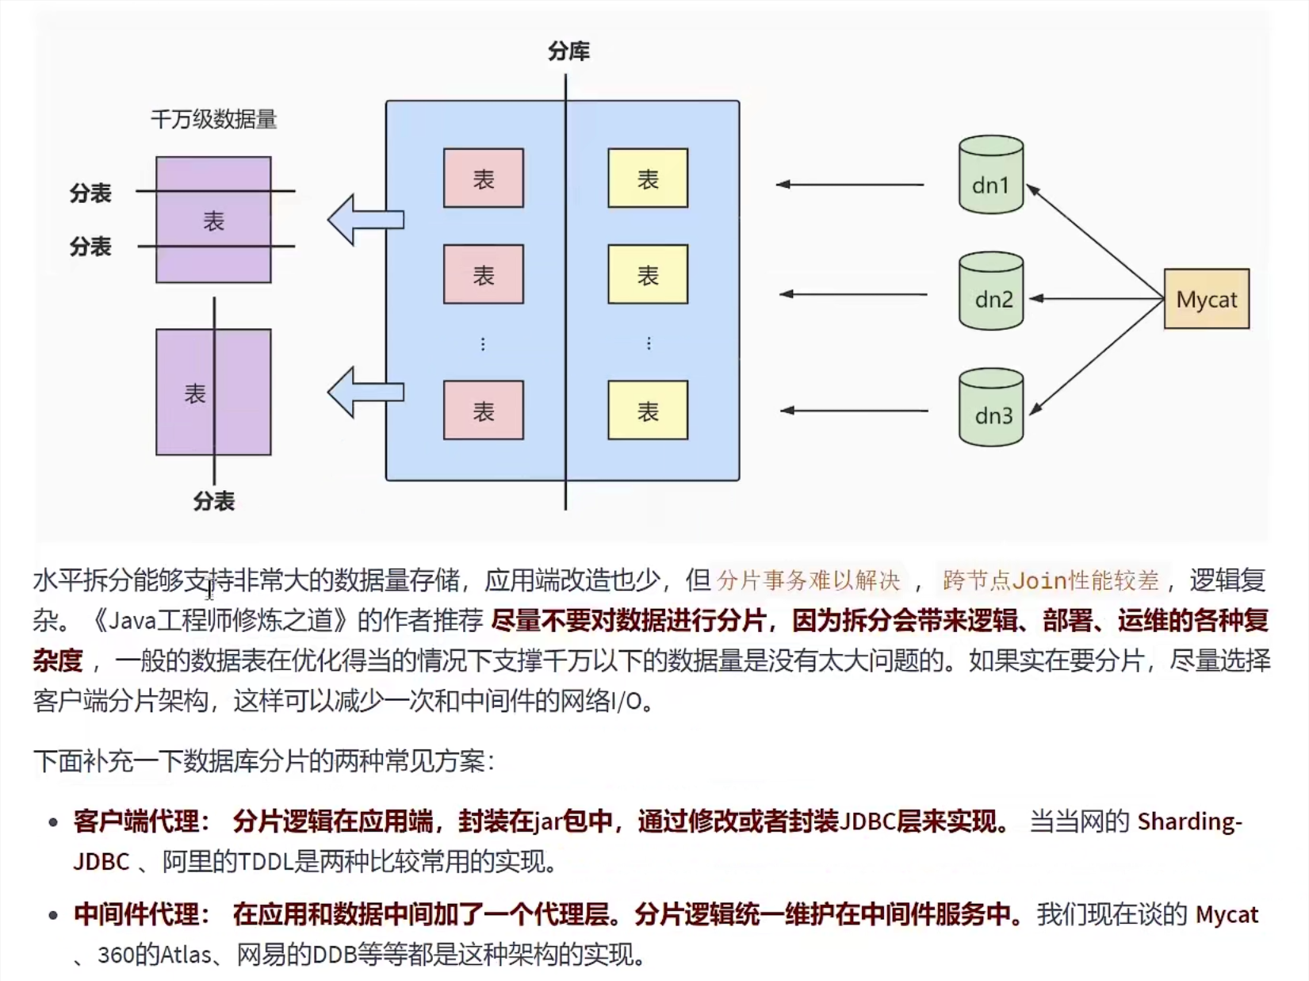 分库
千万级数据量
分表
表
分表
表
分表
表
表
表
表
⋮
⋮
表
表
dn1
dn2
dn3
Mycat
水平拆分能够支持非常大的数据量存储，应用端改造也少，但 分片事务难以解决 ， 跨节点Join性能较差 ，逻辑复
杂。《Java工程师修炼之道》的作者推荐 尽量不要对数据进行分片，因为拆分会带来逻辑、部署、运维的各种复
杂度 ，一般的数据表在优化得当的情况下支撑千万以下的数据量是没有太大问题的。如果实在要分片，尽量选择
客户端分片架构，这样可以减少一次和中间件的网络I/O。
下面补充一下数据库分片的两种常见方案：
• 客户端代理： 分片逻辑在应用端，封装在jar包中，通过修改或者封装JDBC层来实现。 当当网的 Sharding-
JDBC 、阿里的TDDL是两种比较常用的实现。
• 中间件代理： 在应用和数据中间加了一个代理层。分片逻辑统一维护在中间件服务中。 我们现在谈的 Mycat
、360的Atlas、网易的DDB等等都是这种架构的实现。